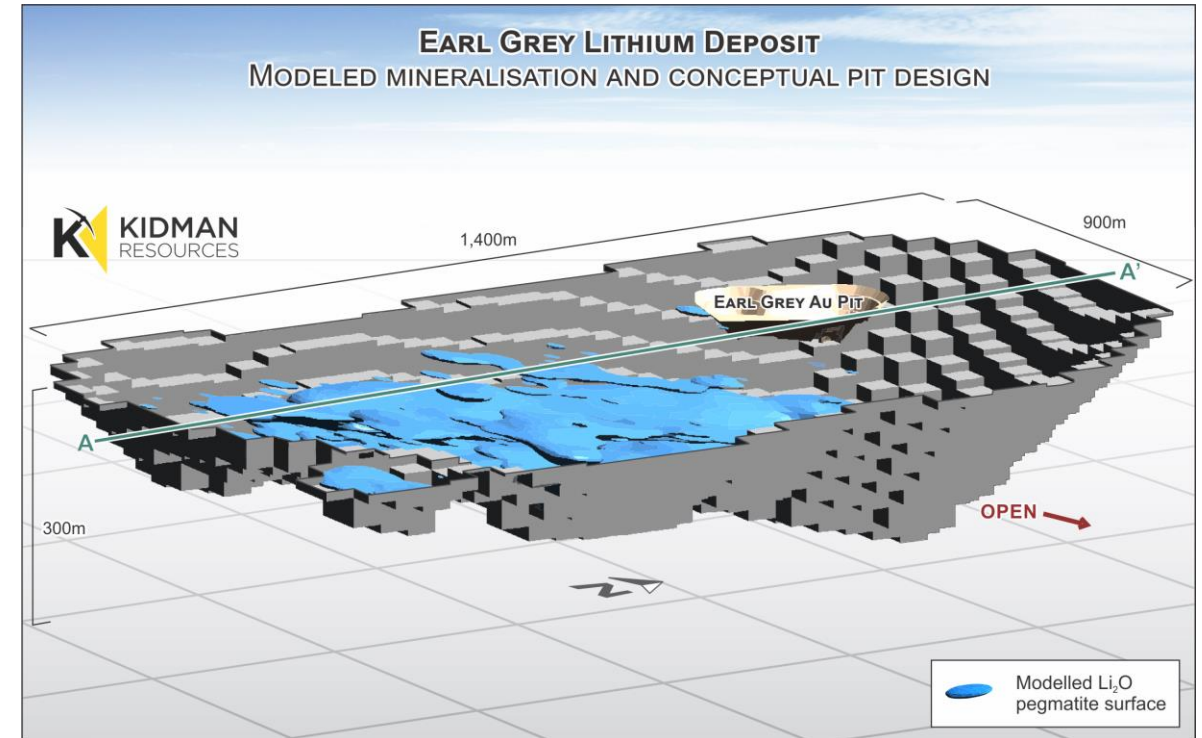 EARL GREY LITHIUM DEPOSIT
MODELED MINERALISATION AND CONCEPTUAL PIT DESIGN
KIDMAN
RESOURCES
1,400m
900m
A'
EARL GREY AU PIT
A
300m
OPEN
N
Modelled Li₂O
pegmatite surface